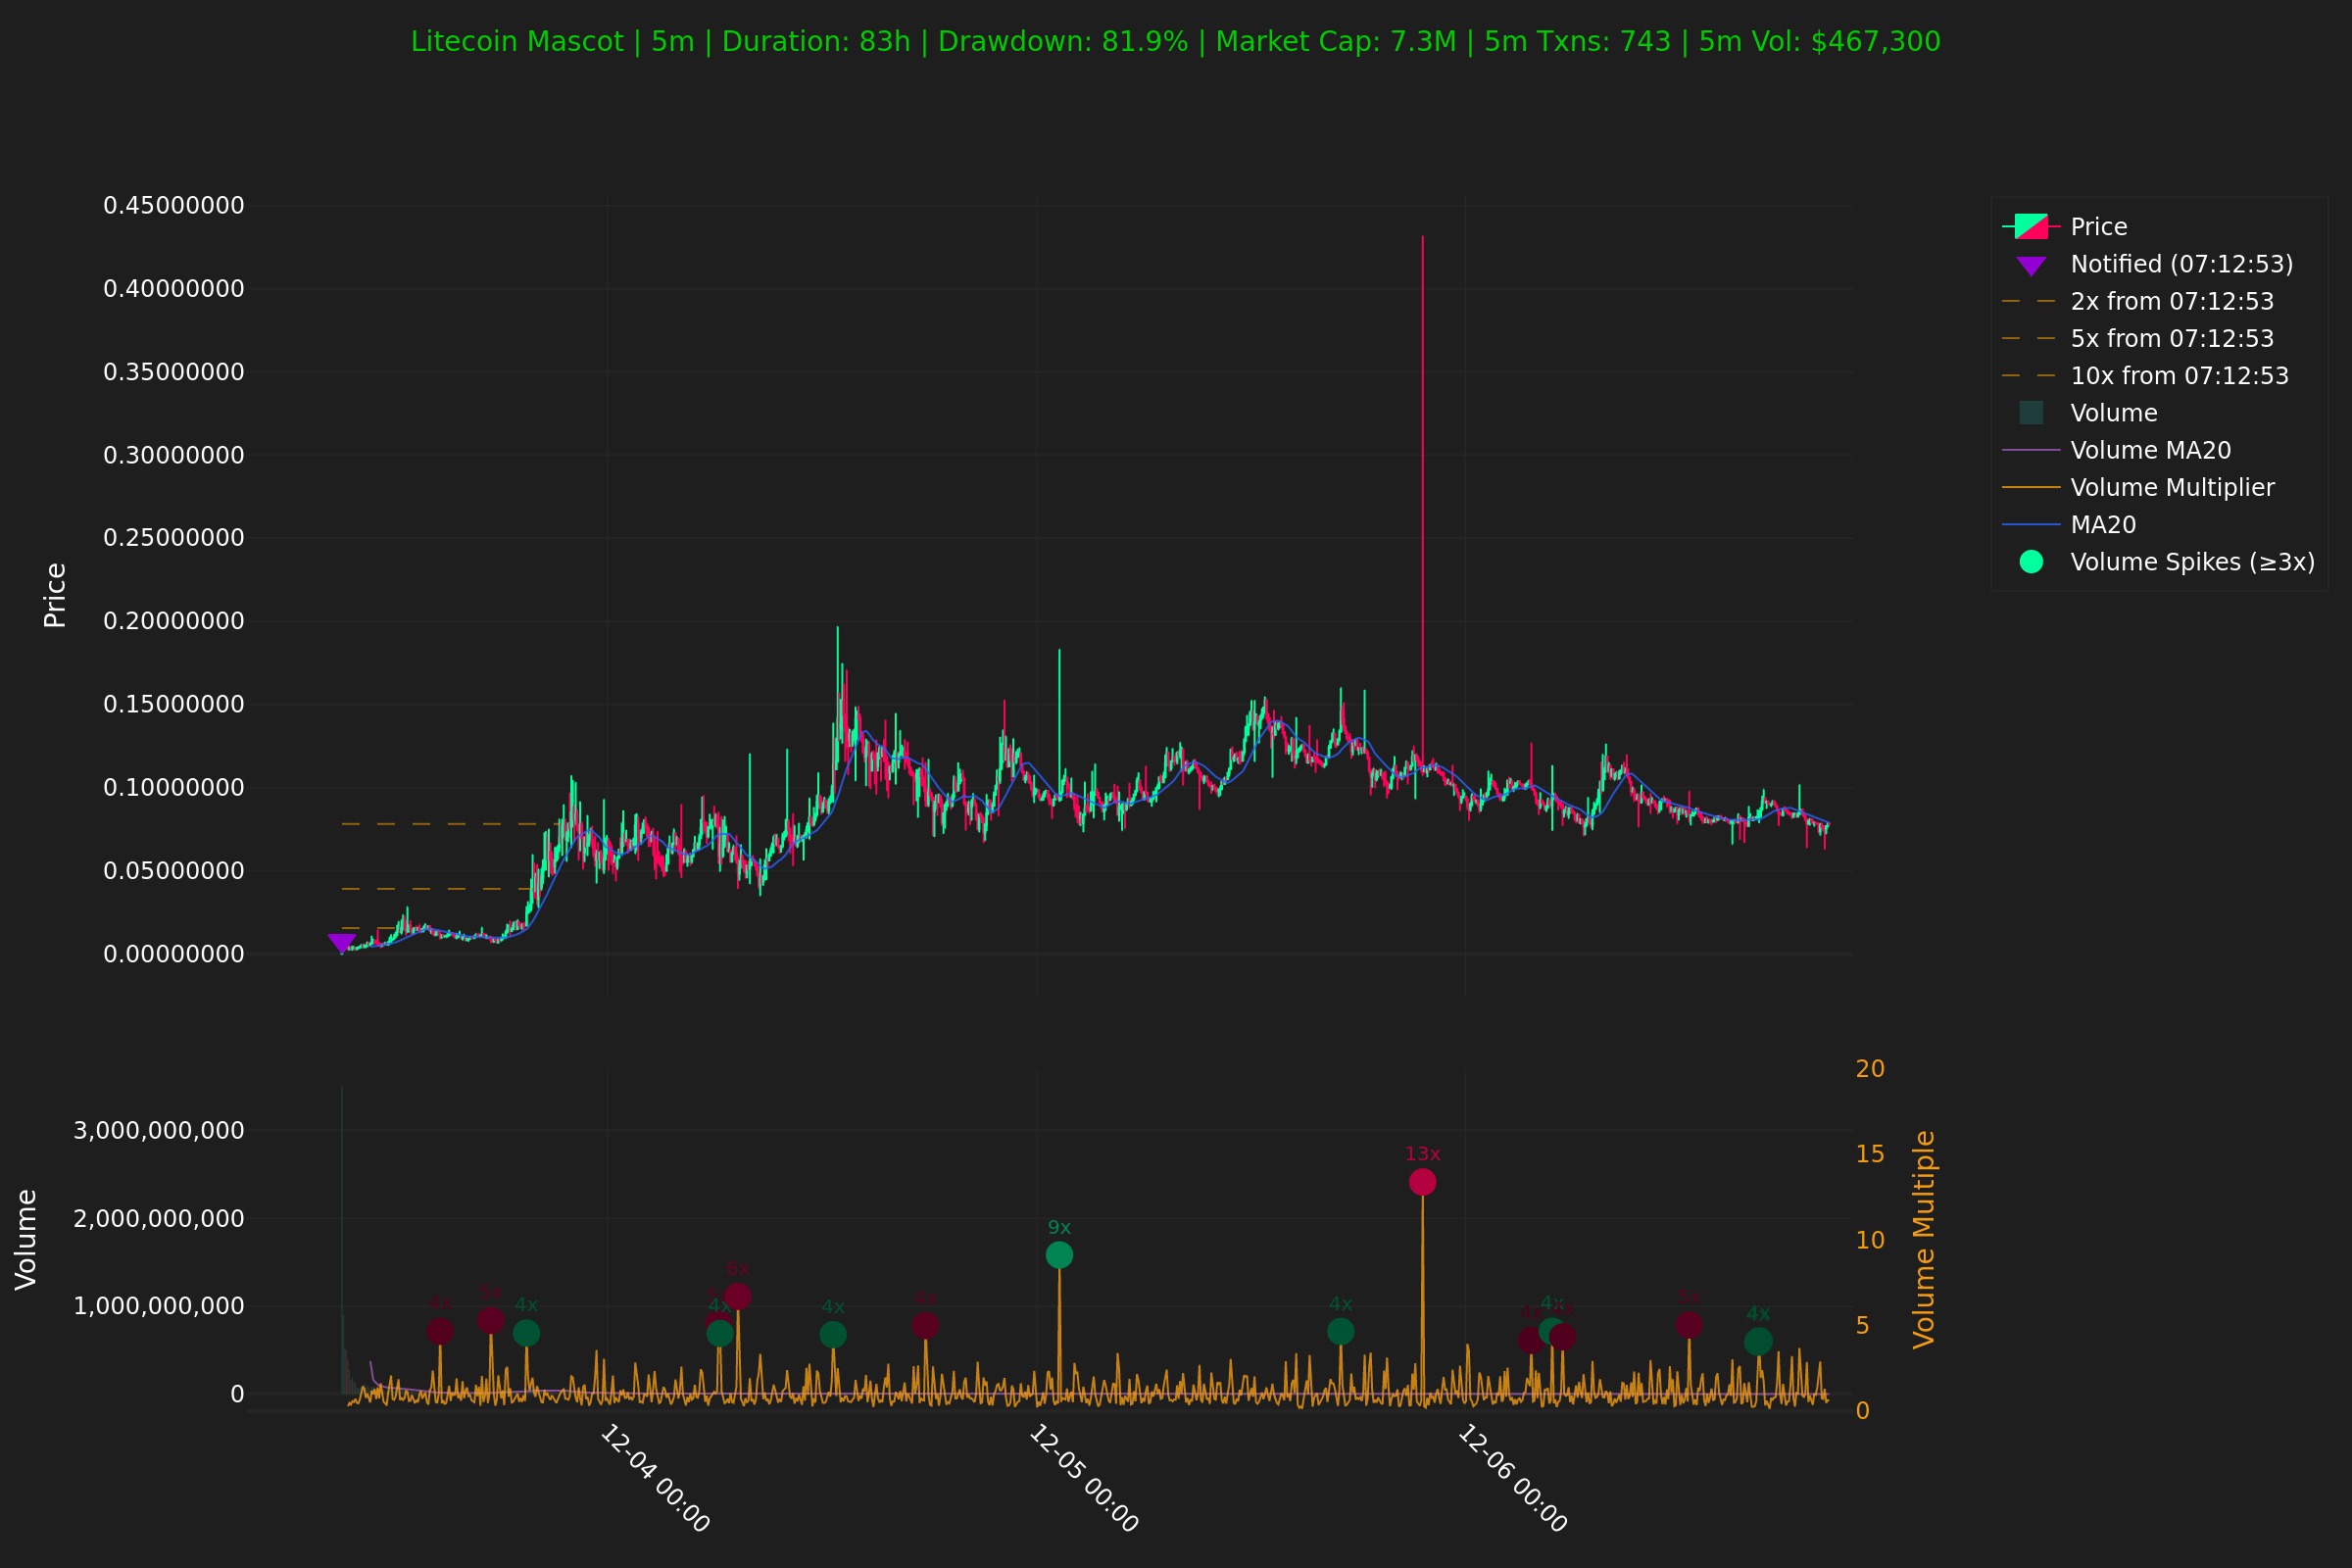 Litecoin Mascot | 5m | Duration: 83h | Drawdown: 81.9% | Market Cap: 7.3M | 5m Txns: 743 | 5m Vol: $467,300
Price
0.45000000
0.40000000
0.35000000
0.30000000
0.25000000
0.20000000
0.15000000
0.10000000
0.05000000
0.00000000
Price
Notified (07:12:53)
2x from 07:12:53
5x from 07:12:53
10x from 07:12:53
Volume
Volume MA20
Volume Multiplier
MA20
Volume Spikes (≥3x)
Volume
3,000,000,000
2,000,000,000
1,000,000,000
0
4x
5x
4x
4x
6x
4x
4x
9x
4x
13x
4x
4x
5x
4x
20
15
10
5
0
Volume Multiple
12-04 00:00
12-05 00:00
12-06 00:00